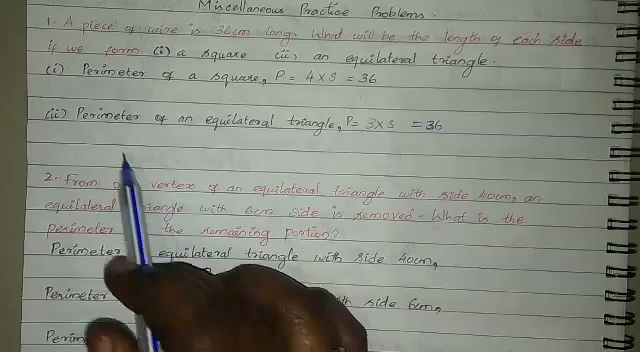 Miscellaneous Practice Problems.
1. A piece of wire is 36cm long. What will be the length of each side
if we form (i) a square (ii) an equilateral triangle.
(i) Perimeter of a square, P = 4 × S = 36
(ii) Perimeter of an equilateral triangle, P = 3 × S = 36
2. From vertex of an equilateral triangle with side 40cm, an
equilateral with 6cm side is removed. What is the
perimeter the remaining portion?
Perimeter equilateral triangle with side 40cm,
Perimeter side 6cm,